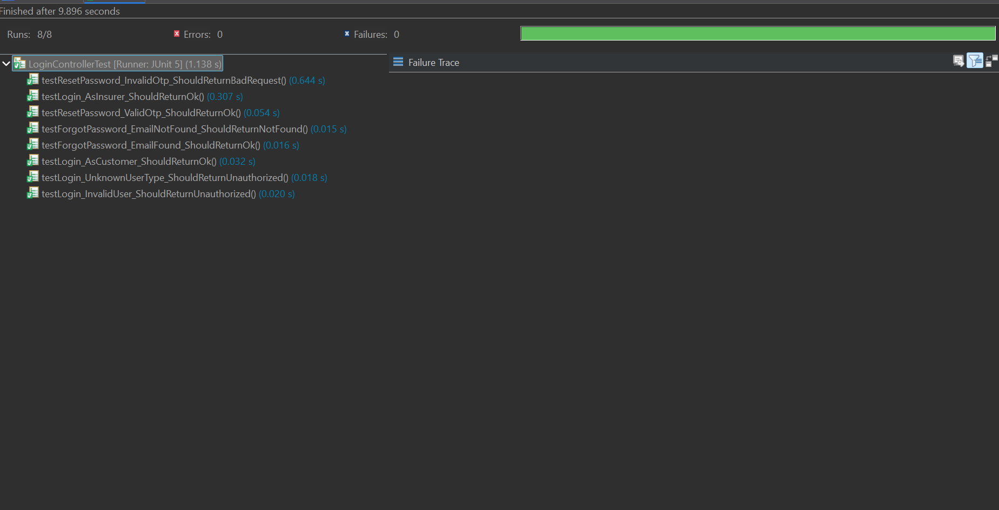 Finished after 9.896 seconds
Runs: 8/8 Errors: 0 Failures: 0
LoginControllerTest [Runner: JUnit 5] (1.138 s)
Failure Trace
testResetPassword_InvalidOtp_ShouldReturnBadRequest() (0.644 s)
testLogin_AsInsurer_ShouldReturnOk() (0.307 s)
testResetPassword_ValidOtp_ShouldReturnOk() (0.054 s)
testForgotPassword_EmailNotFound_ShouldReturnNotFound() (0.015 s)
testForgotPassword_EmailFound_ShouldReturnOk() (0.016 s)
testLogin_AsCustomer_ShouldReturnOk() (0.032 s)
testLogin_UnknownUserType_ShouldReturnUnauthorized() (0.018 s)
testLogin_InvalidUser_ShouldReturnUnauthorized() (0.020 s)